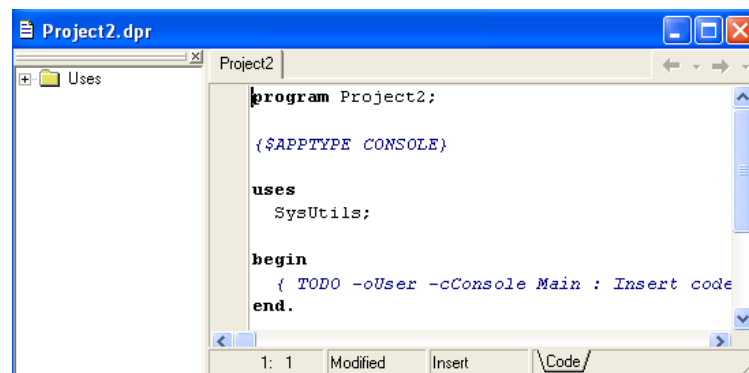 Project2.dpr
Uses
Project2
program Project2;
{$APPTYPE CONSOLE}
uses
SysUtils;
begin
{ TODO -oUser -cConsole Main : Insert code
end.
1: 1 Modified Insert \Code/